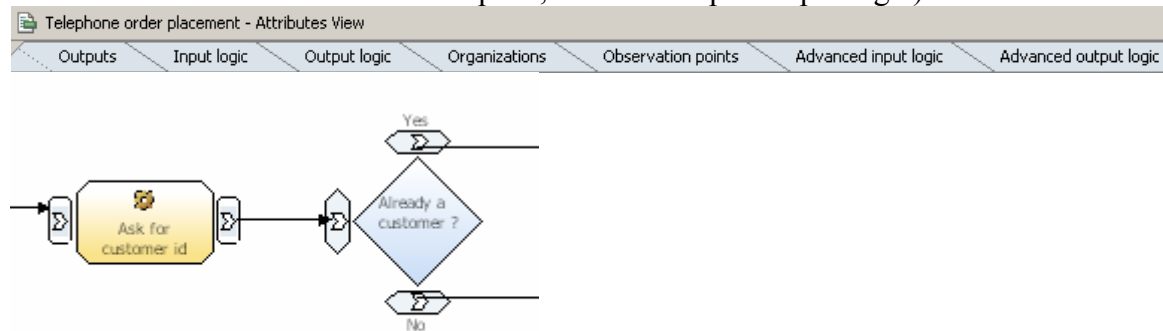 Telephone order placement - Attributes View
Outputs Input logic Output logic Organizations Observation points Advanced input logic Advanced output logic
Yes
Already a
customer ?
Ask for
customer id
No